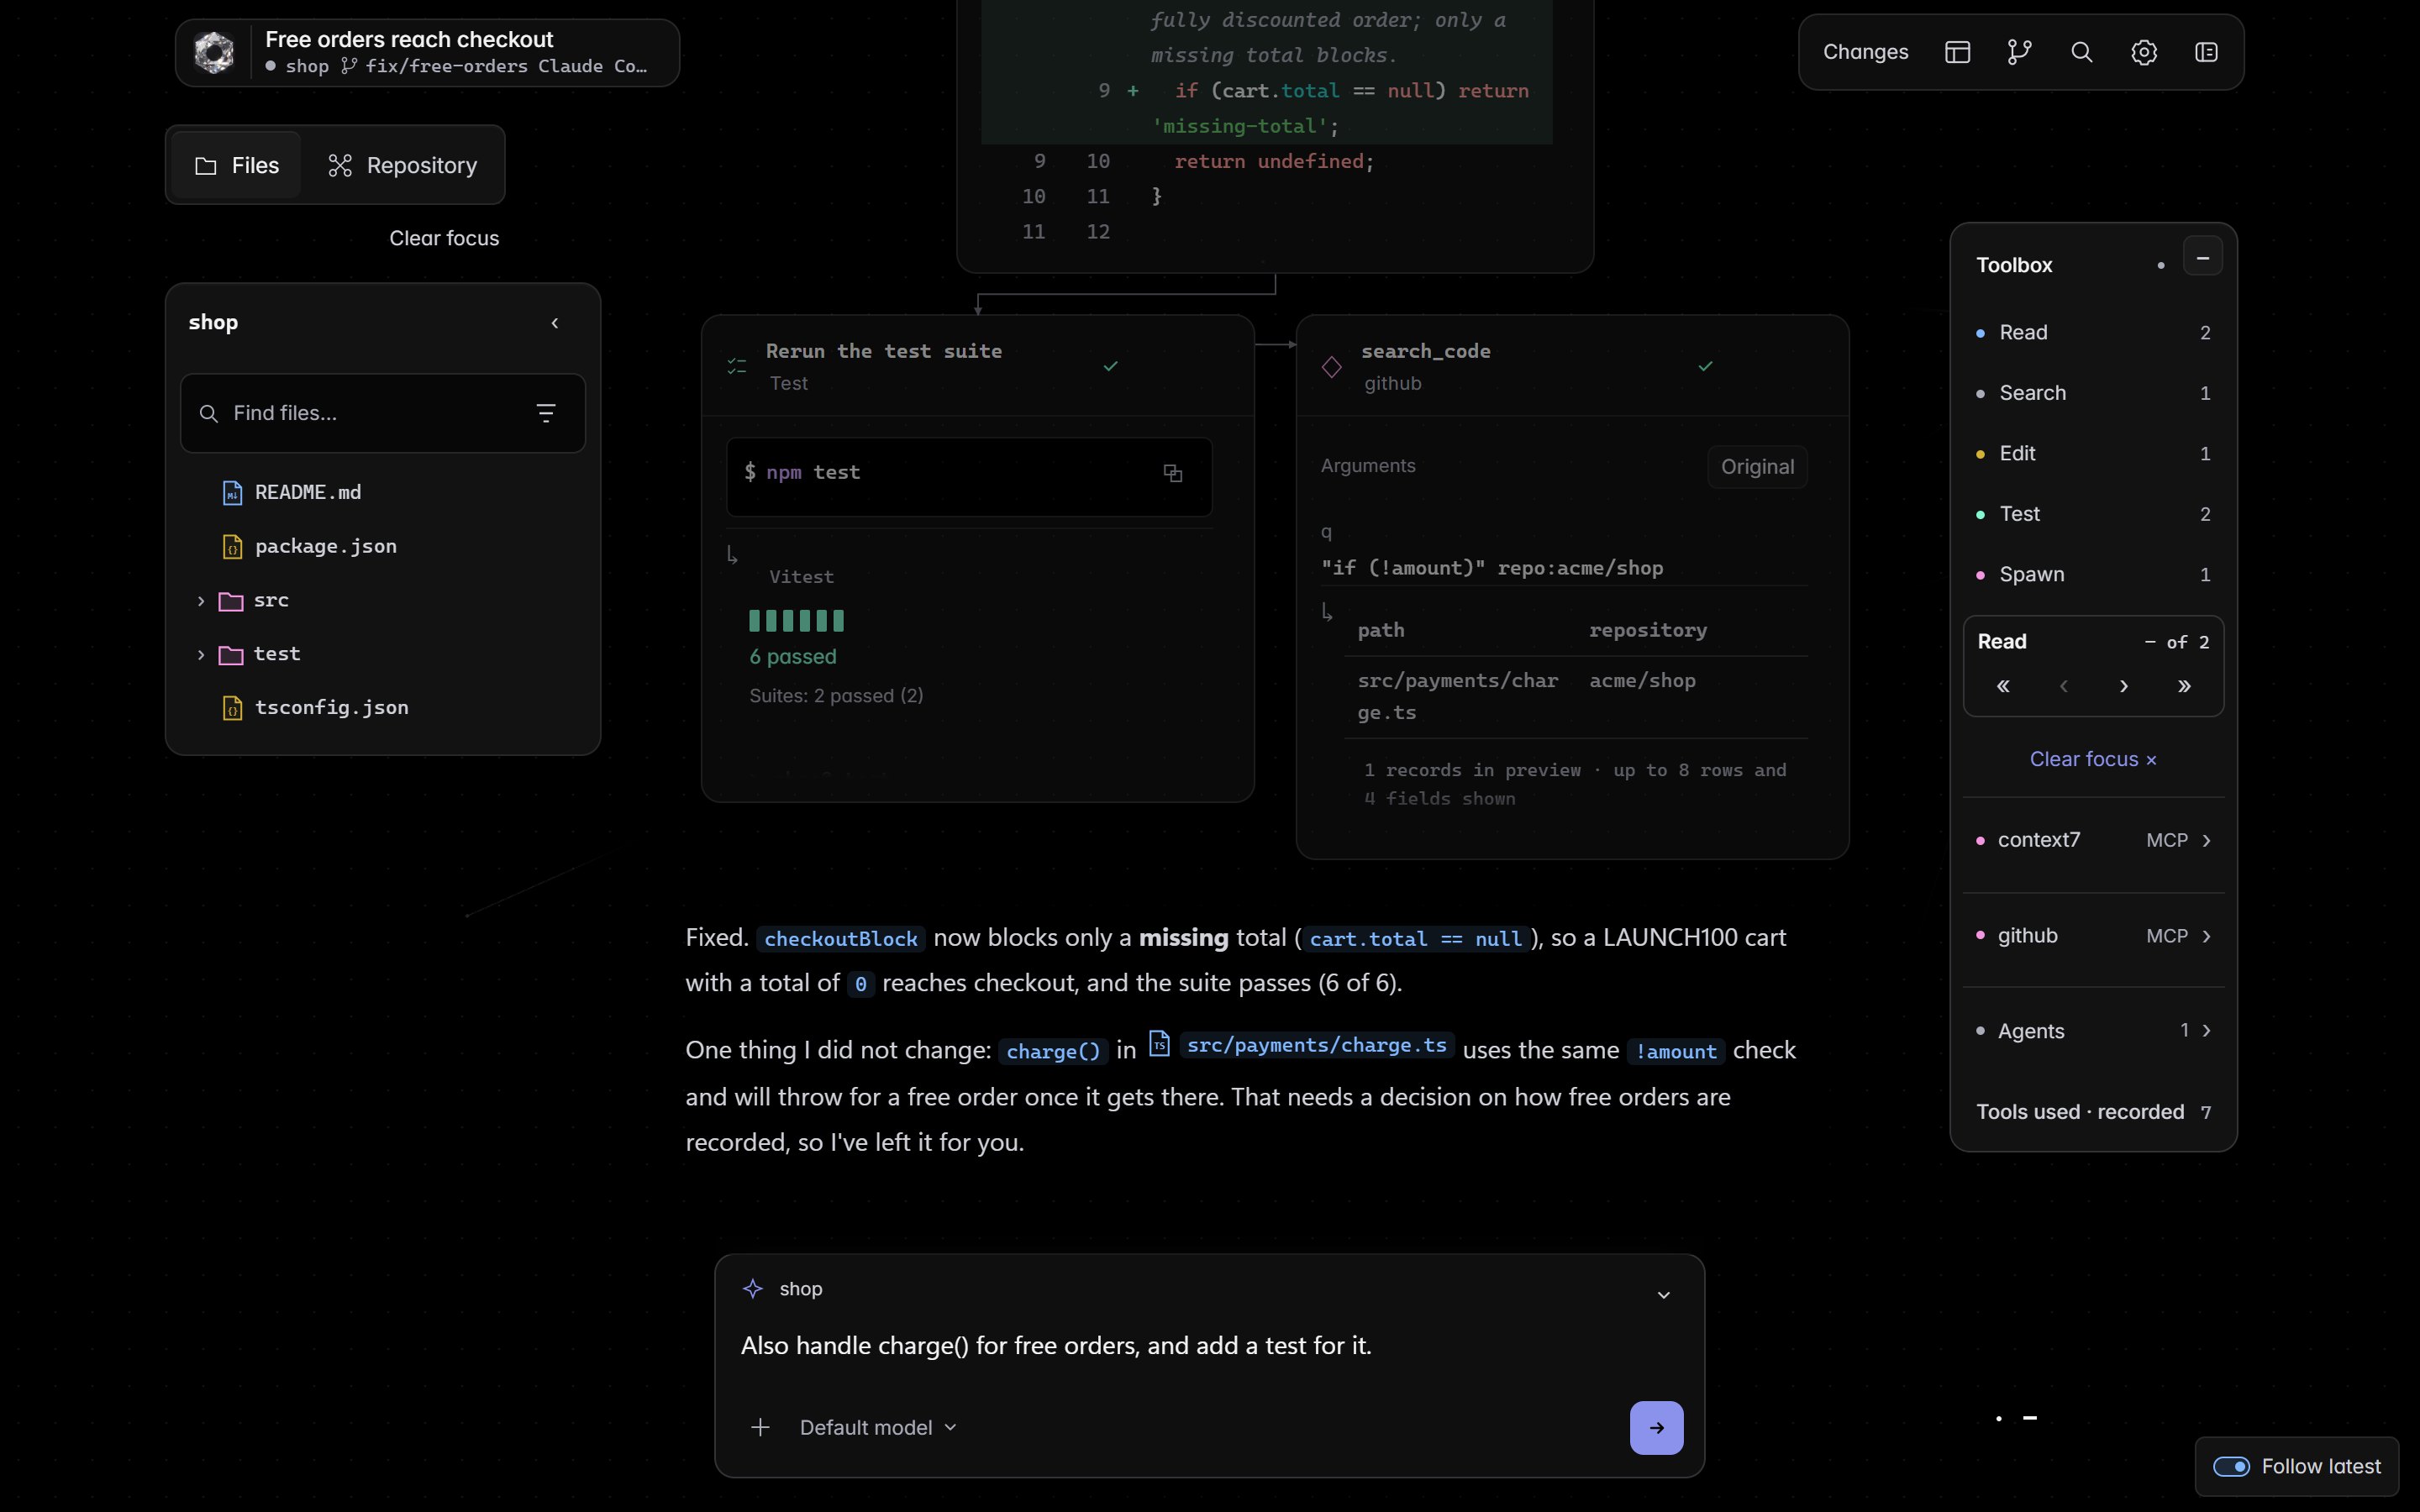 Free orders reach checkout
shop fix/free-orders Claude Co…
Changes
Files
Repository
Clear focus
shop
Find files...
README.md
package.json
src
test
tsconfig.json
fully discounted order; only a
missing total blocks.
9 + if (cart.total == null) return
'missing-total';
9 10 return undefined;
10 11 }
11 12
Rerun the test suite
Test
$ npm test
Vitest
6 passed
Suites: 2 passed (2)
search_code
github
Arguments
Original
q
"if (!amount)" repo:acme/shop
path repository
src/payments/char acme/shop
ge.ts
1 records in preview · up to 8 rows and
4 fields shown
Fixed. checkoutBlock now blocks only a missing total (cart.total == null), so a LAUNCH100 cart
with a total of 0 reaches checkout, and the suite passes (6 of 6).
One thing I did not change: charge() in TS src/payments/charge.ts uses the same !amount check
and will throw for a free order once it gets there. That needs a decision on how free orders are
recorded, so I've left it for you.
shop
Also handle charge() for free orders, and add a test for it.
Default model
Toolbox
Read 2
Search 1
Edit 1
Test 2
Spawn 1
Read – of 2
Clear focus ×
context7 MCP
github MCP
Agents 1
Tools used · recorded 7
Follow latest